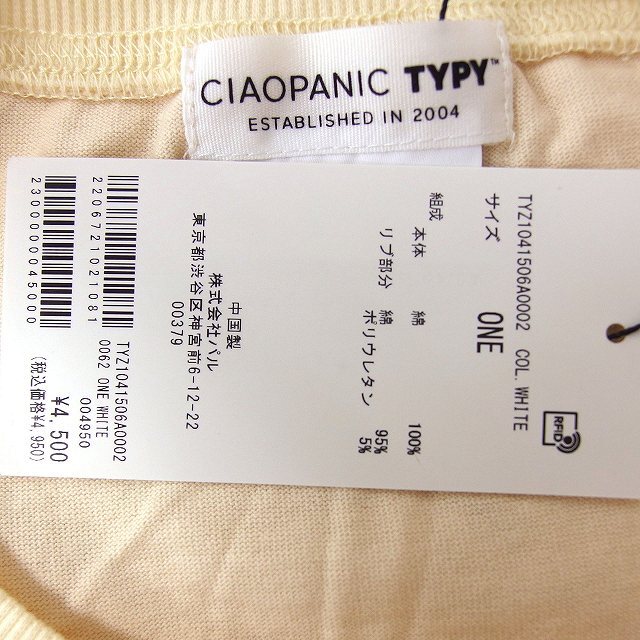 CIAOPANIC TYPY™
ESTABLISHED IN 2004
TYZ1041506A0002 COL.WHITE
サイズ ONE
RFID
組成 本体 綿 100%
リブ部分 綿 95%
ポリウレタン 5%
中国製
株式会社パル
東京都渋谷区神宮前6-12-22
00379
2206721021081
2300000045000
TYZ1041506A0002
0062 ONE WHITE
004950
¥4,500
(税込価格¥4,950)